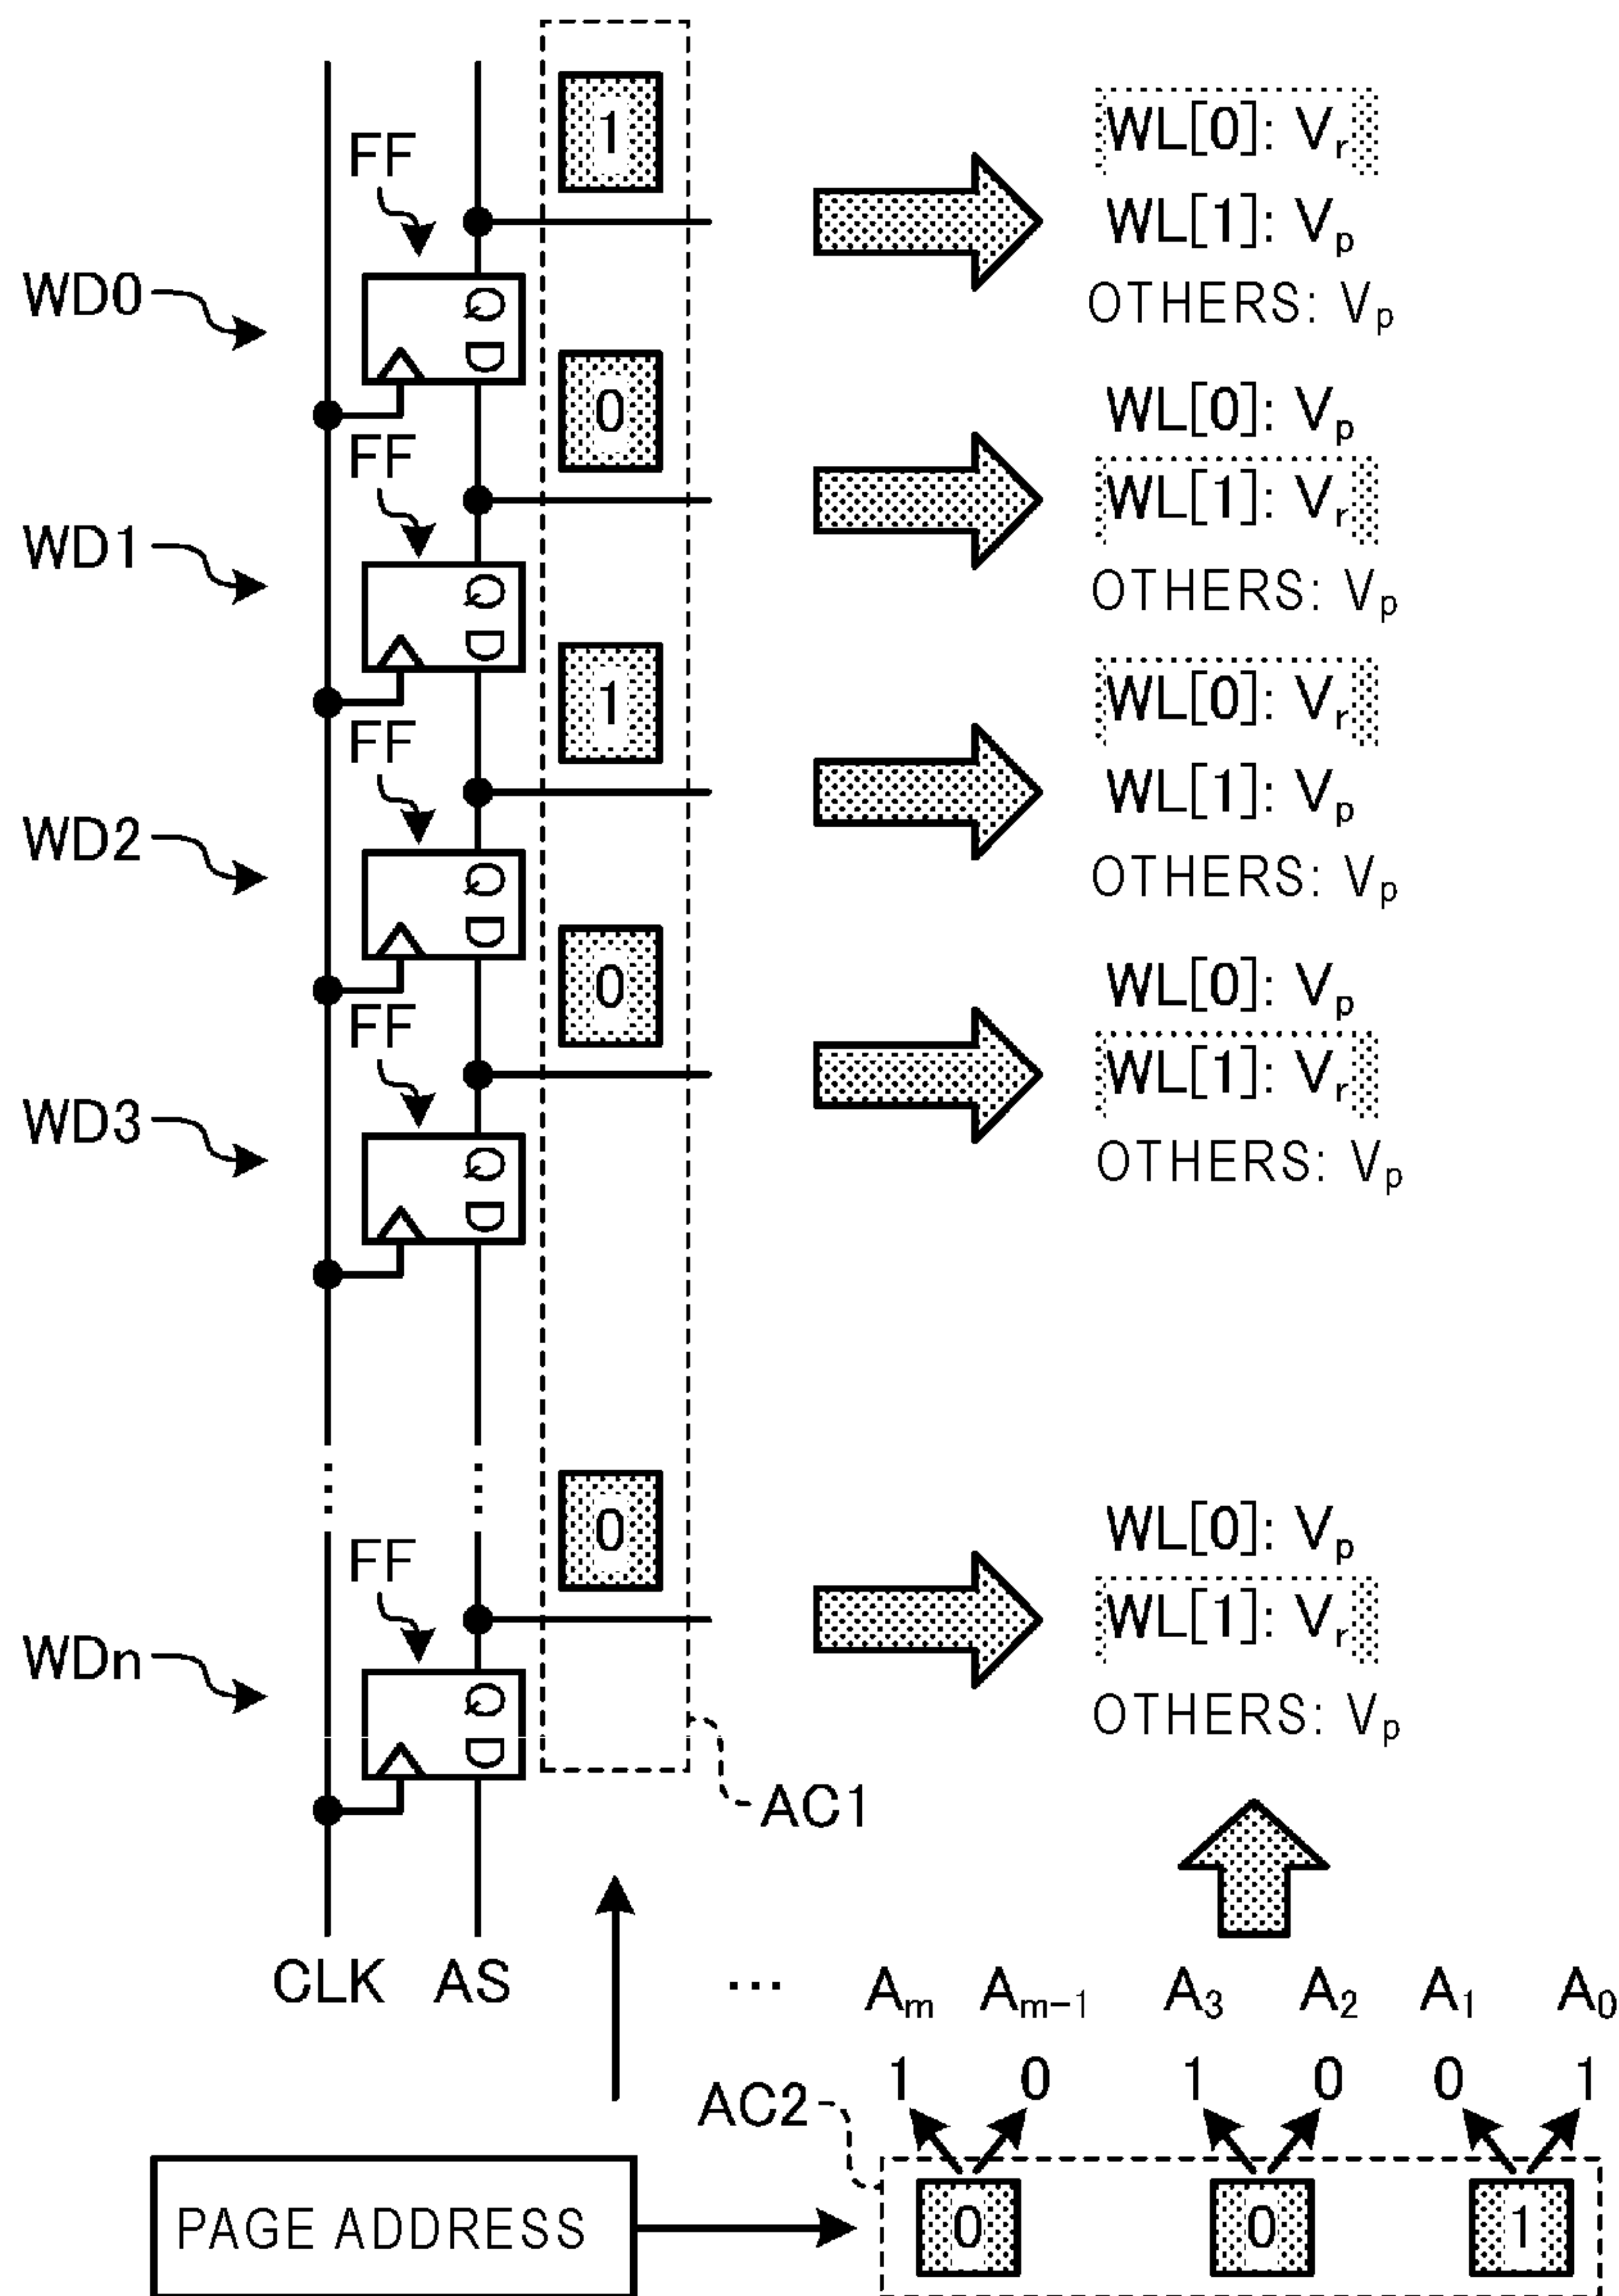 1
FF
WL[0]: Vr
WL[1]: Vp
OTHERS: Vp
WD0
Q D
0
FF
WL[0]: Vp
WL[1]: Vr
OTHERS: Vp
WD1
Q D
1
FF
WL[0]: Vr
WL[1]: Vp
OTHERS: Vp
WD2
Q D
0
FF
WL[0]: Vp
WL[1]: Vr
OTHERS: Vp
WD3
Q D
0
FF
WL[0]: Vp
WL[1]: Vr
OTHERS: Vp
WDn
Q D
AC1
CLK AS
... Am Am-1 A3 A2 A1 A0
1 0 1 0 0 1
AC2
PAGE ADDRESS
0 0 1